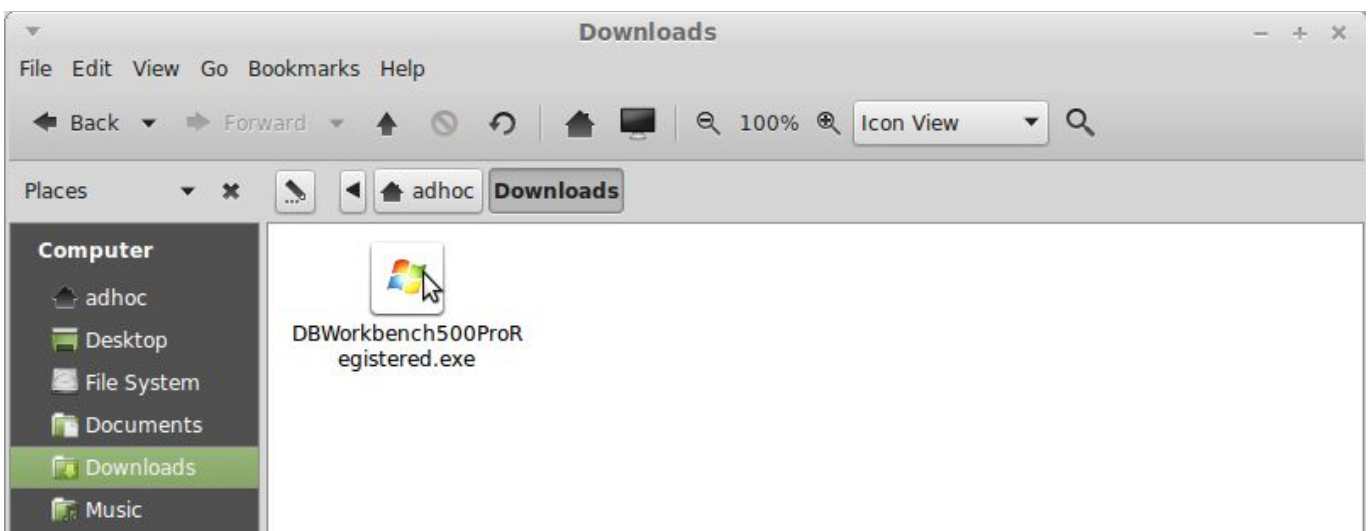 Downloads
File Edit View Go Bookmarks Help
Back Forward 100% Icon View
Places adhoc Downloads
Computer
adhoc
Desktop
File System
Documents
Downloads
Music
DBWorkbench500ProR
egistered.exe